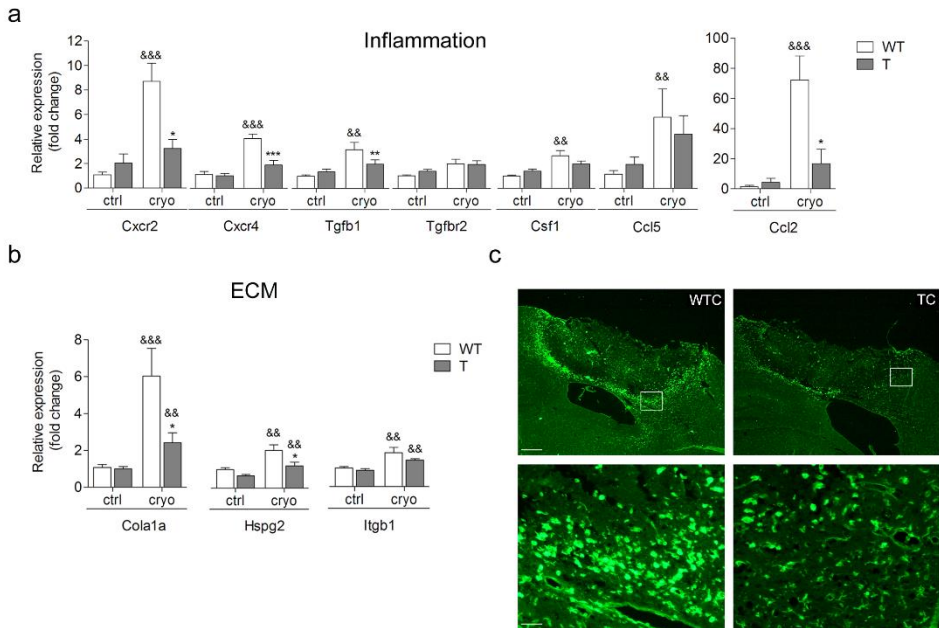 a
Inflammation
Relative expression
(fold change)
12
10
8
6
4
2
0
&&&
*
&&&
***
&&
**
&&
&&
ctrl cryo ctrl cryo ctrl cryo ctrl cryo ctrl cryo ctrl cryo
Cxcr2 Cxcr4 Tgfb1 Tgfbr2 Csf1 Ccl5
100
80
60
40
20
0
&&&
*
ctrl cryo
Ccl2
WT
T
b
ECM
Relative expression
(fold change)
8
6
4
2
0
&&&
&&
*
&&
&&
*
&&
&&
ctrl cryo ctrl cryo ctrl cryo
Cola1a Hspg2 Itgb1
WT
T
c
WTC
TC